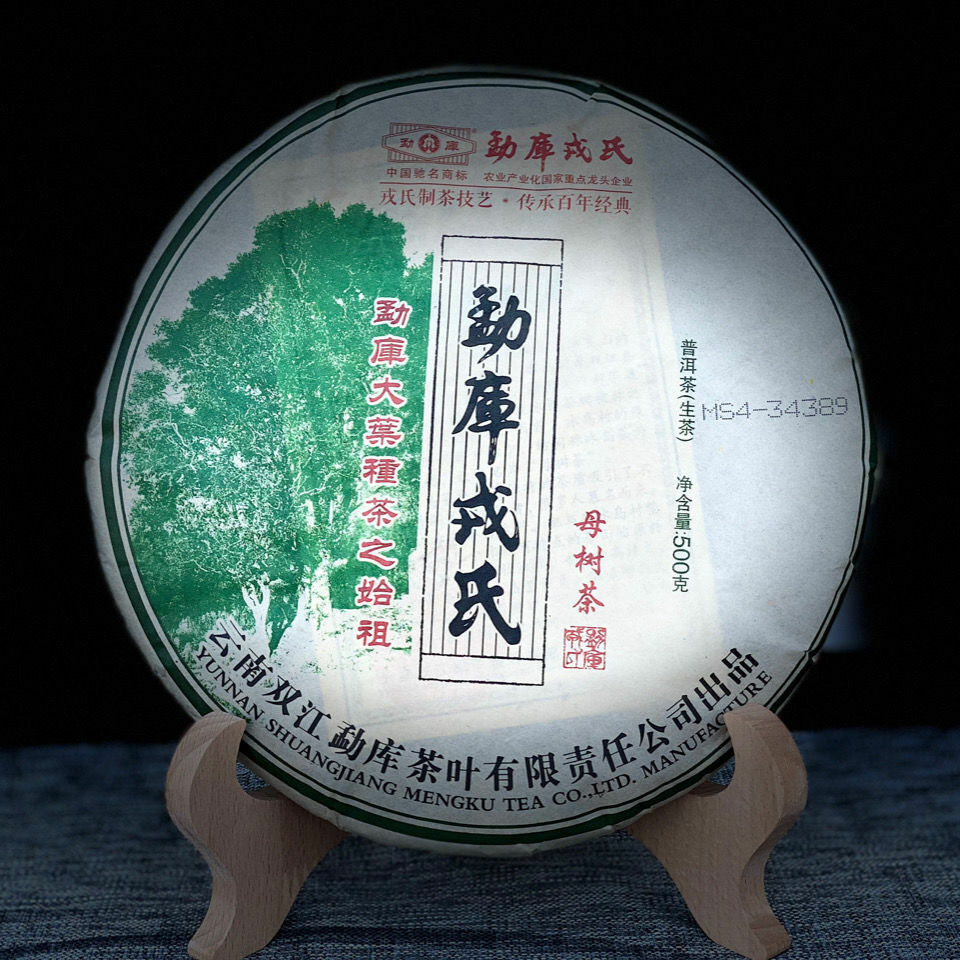 勐庫
勐庫戎氏
中国驰名商标 农业产业化国家重点龙头企业
戎氏制茶技艺·传承百年经典
勐庫戎氏
勐庫大葉種茶之始祖
母树茶
普洱茶(生茶) 净含量:500克
MS4-34389
云南双江勐库茶叶有限责任公司出品
YUNNAN SHUANGJIANG MENGKU TEA CO.,LTD. MANUFACTURE